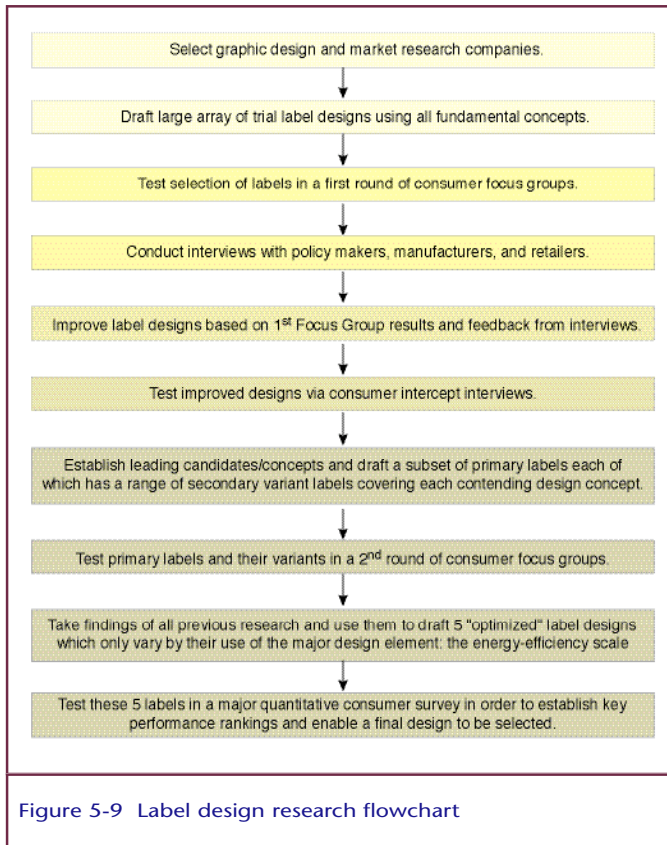 Select graphic design and market research companies.
Draft large array of trial label designs using all fundamental concepts.
Test selection of labels in a first round of consumer focus groups.
Conduct interviews with policy makers, manufacturers, and retailers.
Improve label designs based on 1st Focus Group results and feedback from interviews.
Test improved designs via consumer intercept interviews.
Establish leading candidates/concepts and draft a subset of primary labels each of
which has a range of secondary variant labels covering each contending design concept.
Test primary labels and their variants in a 2nd round of consumer focus groups.
Take findings of all previous research and use them to draft 5 "optimized" label designs
which only vary by their use of the major design element: the energy-efficiency scale
Test these 5 labels in a major quantitative consumer survey in order to establish key
performance rankings and enable a final design to be selected.
Figure 5-9 Label design research flowchart